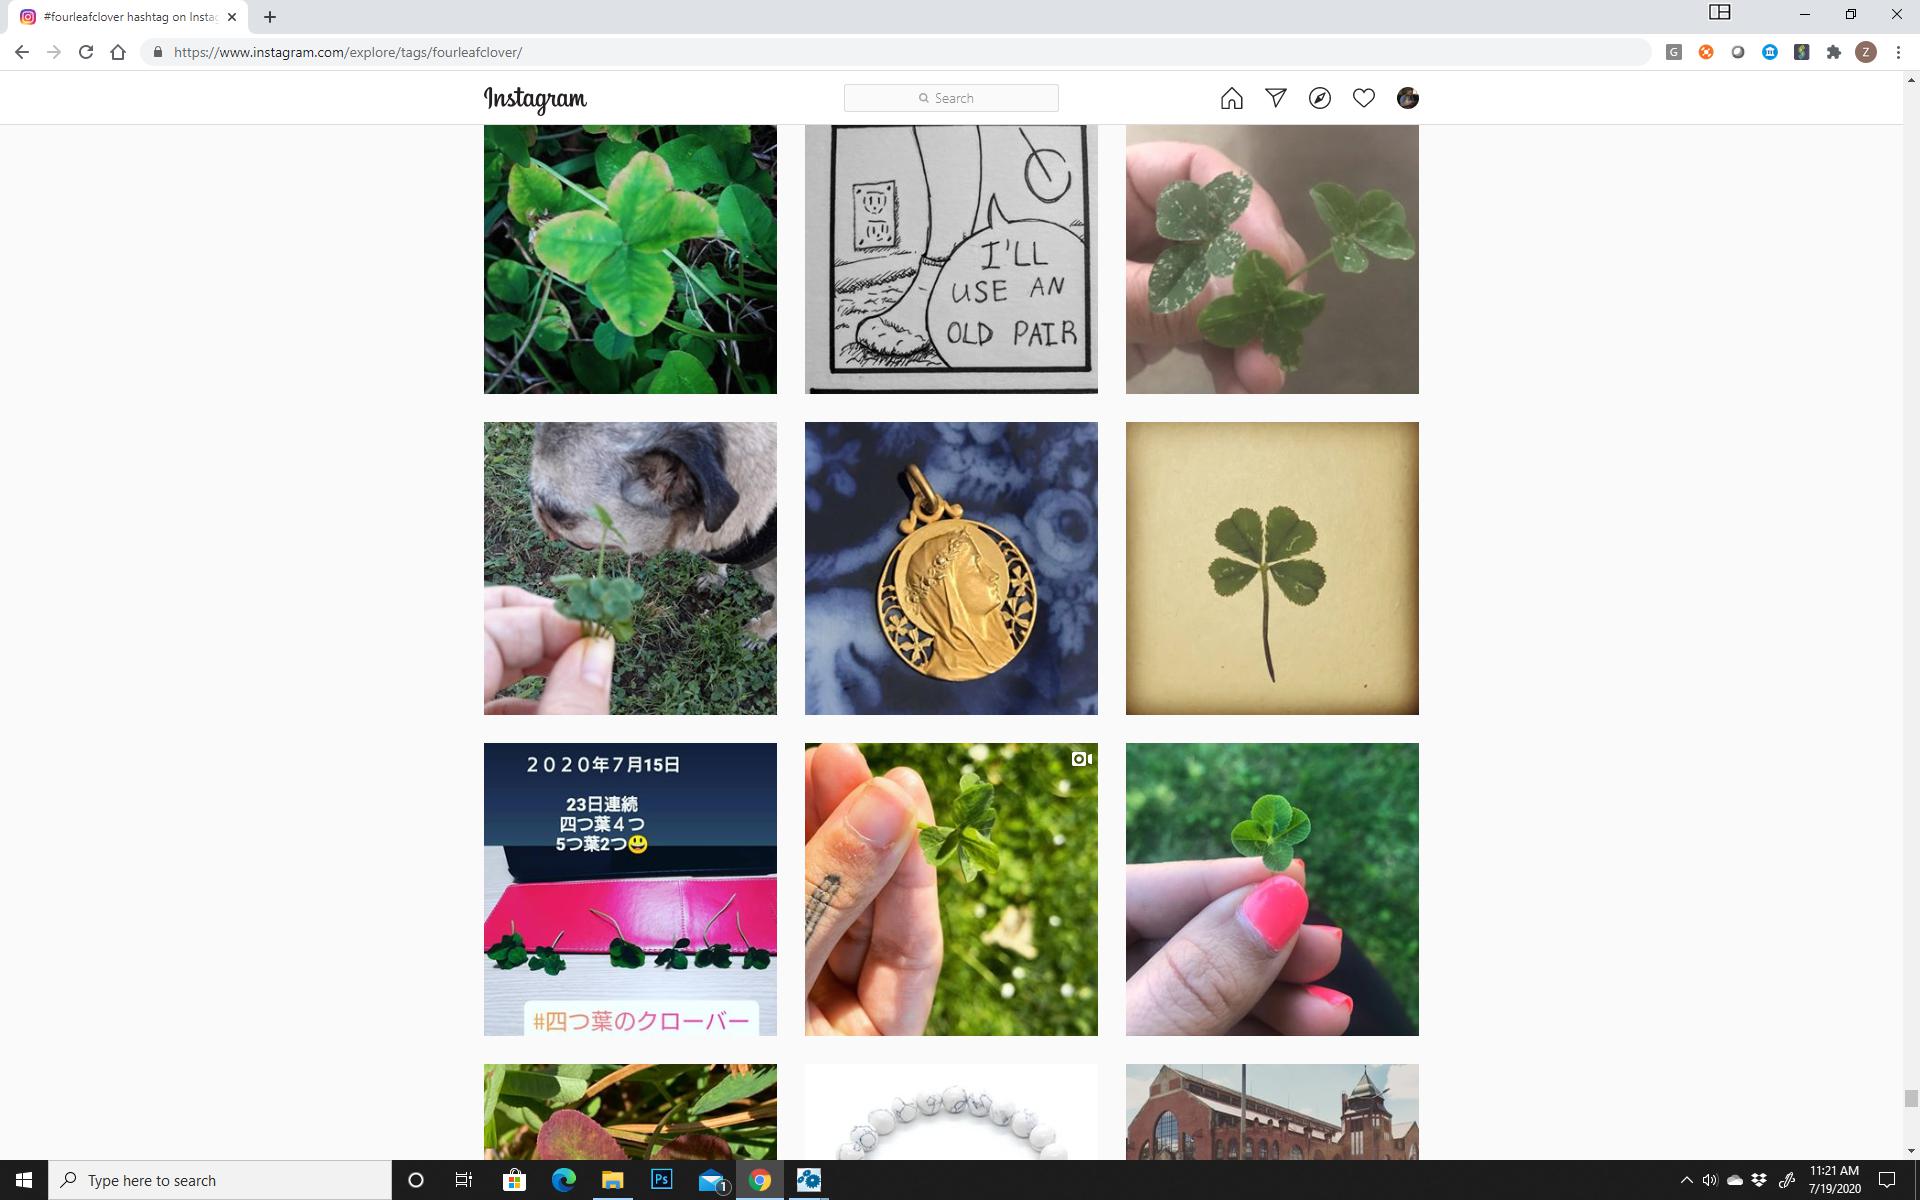 #fourleafclover hashtag on Insta
https://www.instagram.com/explore/tags/fourleafclover/
G
Z
Instagram
Search
I'LL
USE AN
OLD PAIR
2020年7月15日
23日連続
四つ葉4つ
5つ葉2つ😃
#四つ葉のクローバー
Type here to search
Ps
1
11:21 AM
7/19/2020